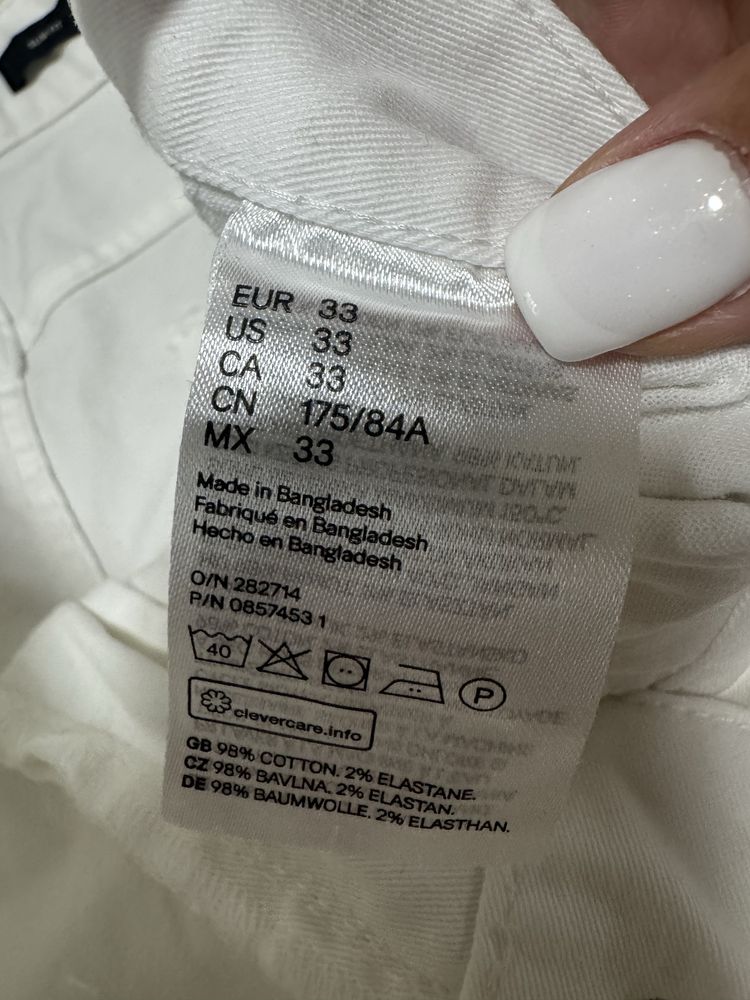 EUR 33
US 33
CA 33
CN 175/84A
MX 33
Made in Bangladesh
Fabriqué en Bangladesh
Hecho en Bangladesh
O/N 282714
P/N 0857453 1
40
P
clevercare.info
GB 98% COTTON. 2% ELASTANE.
CZ 98% BAVLNA. 2% ELASTAN.
DE 98% BAUMWOLLE. 2% ELASTHAN.